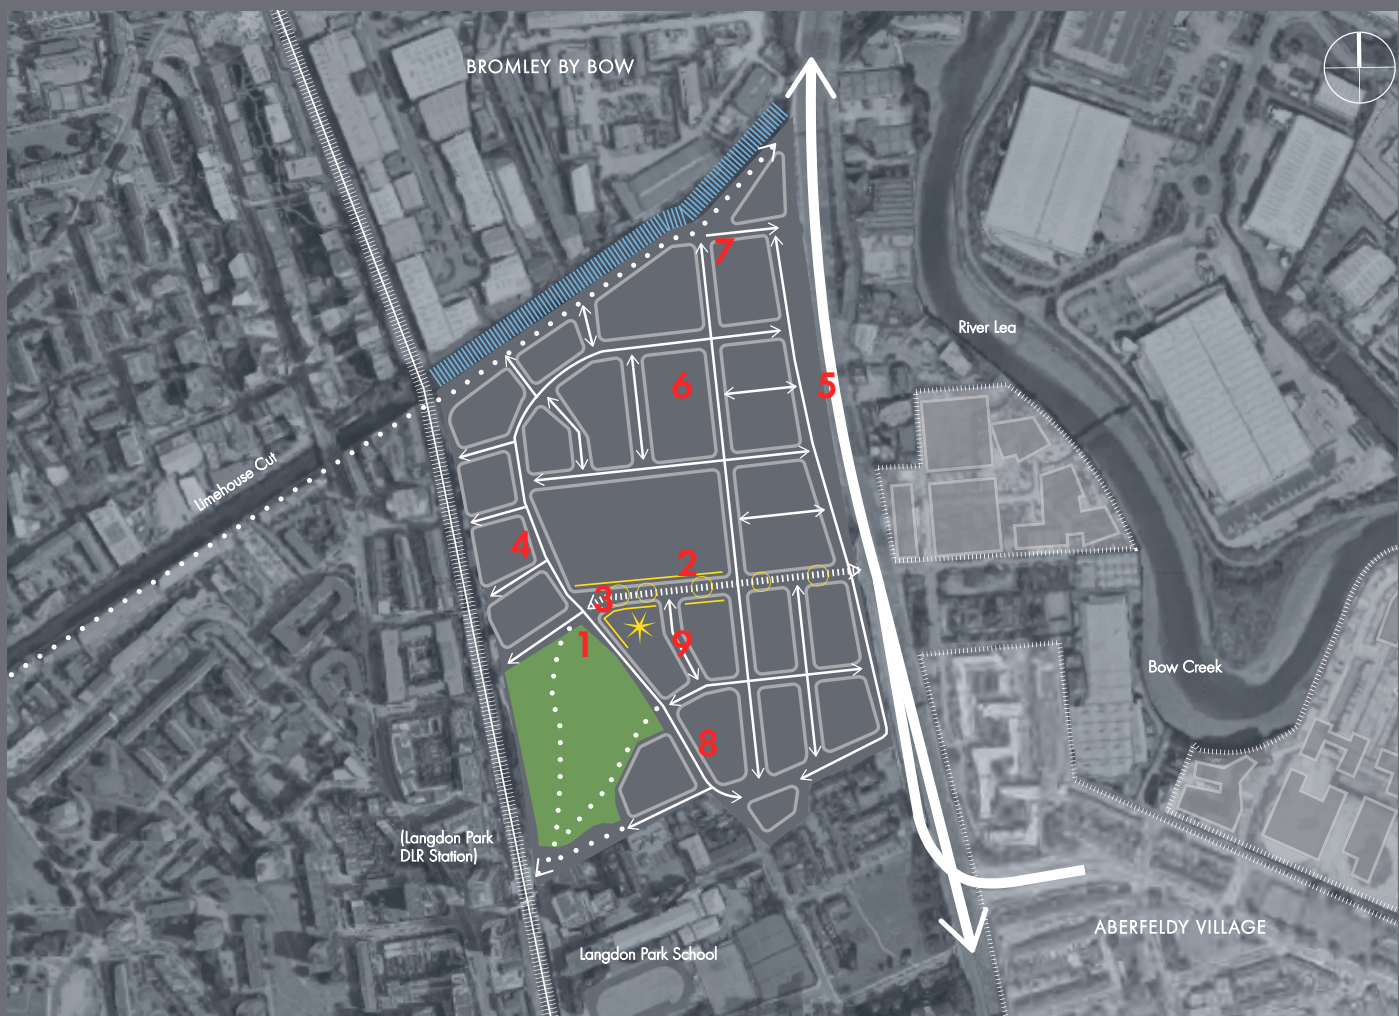 BROMLEY BY BOW
7
River Lea
6
5
Limehouse Cut
4
2
3
1
9
Bow Creek
8
(Langdon Park
DLR Station)
ABERFELDY VILLAGE
Langdon Park School